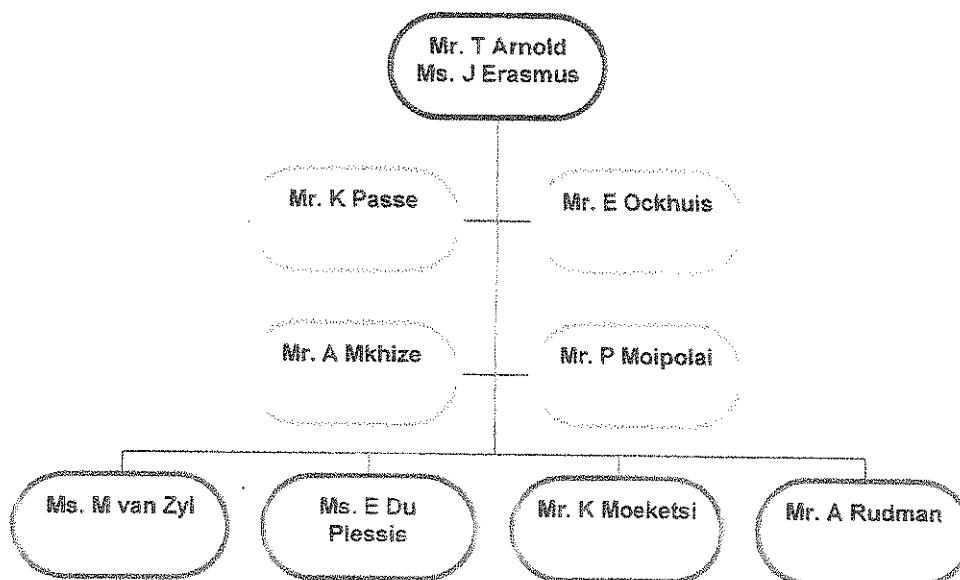 Mr. T Arnold
Ms. J Erasmus
Mr. K Passe
Mr. E Ockhuis
Mr. A Mkhize
Mr. P Moipolai
Ms. M van Zyl
Ms. E Du
Plessis
Mr. K Moeketsi
Mr. A Rudman